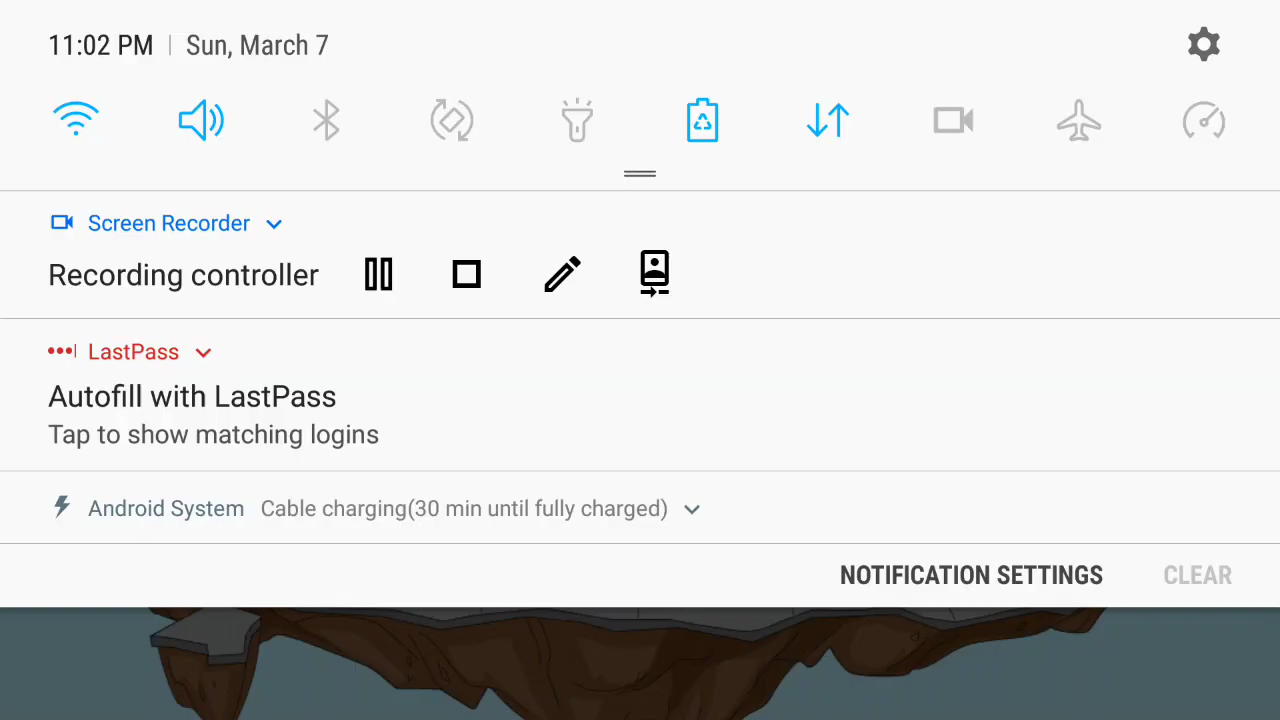 11:02 PM | Sun, March 7
Screen Recorder
Recording controller
LastPass
Autofill with LastPass
Tap to show matching logins
Android System Cable charging(30 min until fully charged)
NOTIFICATION SETTINGS CLEAR